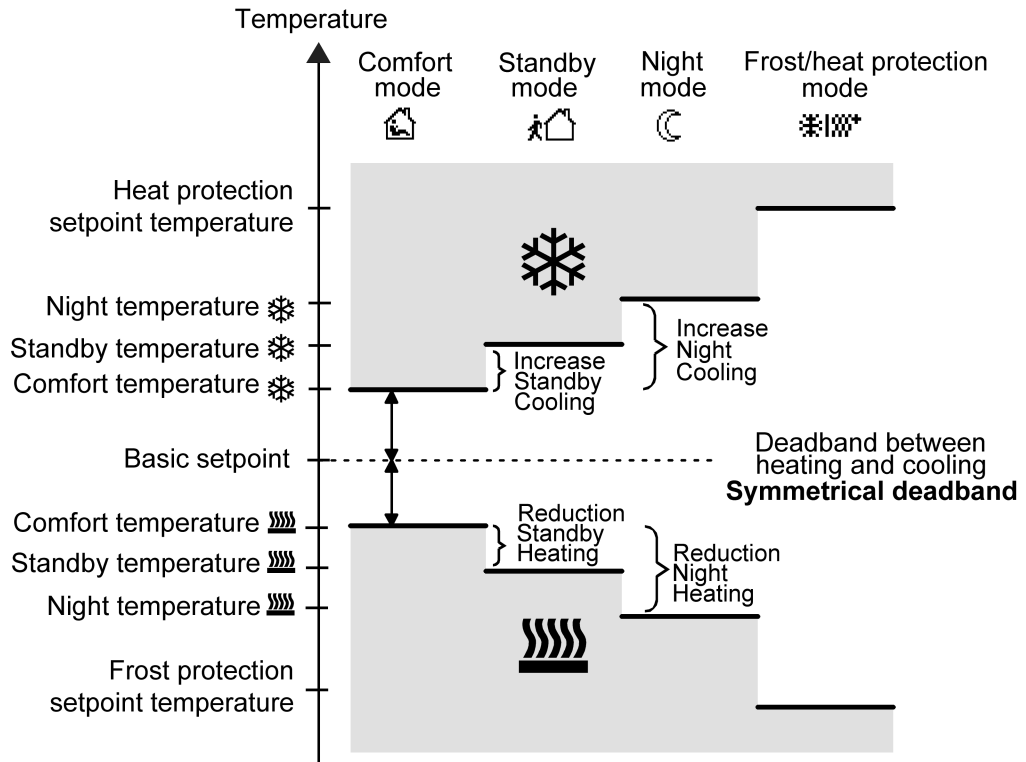 Temperature
Comfort
mode
Standby
mode
Night
mode
Frost/heat protection
mode
Heat protection
setpoint temperature
Night temperature
Standby temperature
Comfort temperature
Increase
Standby
Cooling
Increase
Night
Cooling
Basic setpoint
Deadband between
heating and cooling
Symmetrical deadband
Comfort temperature
Standby temperature
Night temperature
Reduction
Standby
Heating
Reduction
Night
Heating
Frost protection
setpoint temperature